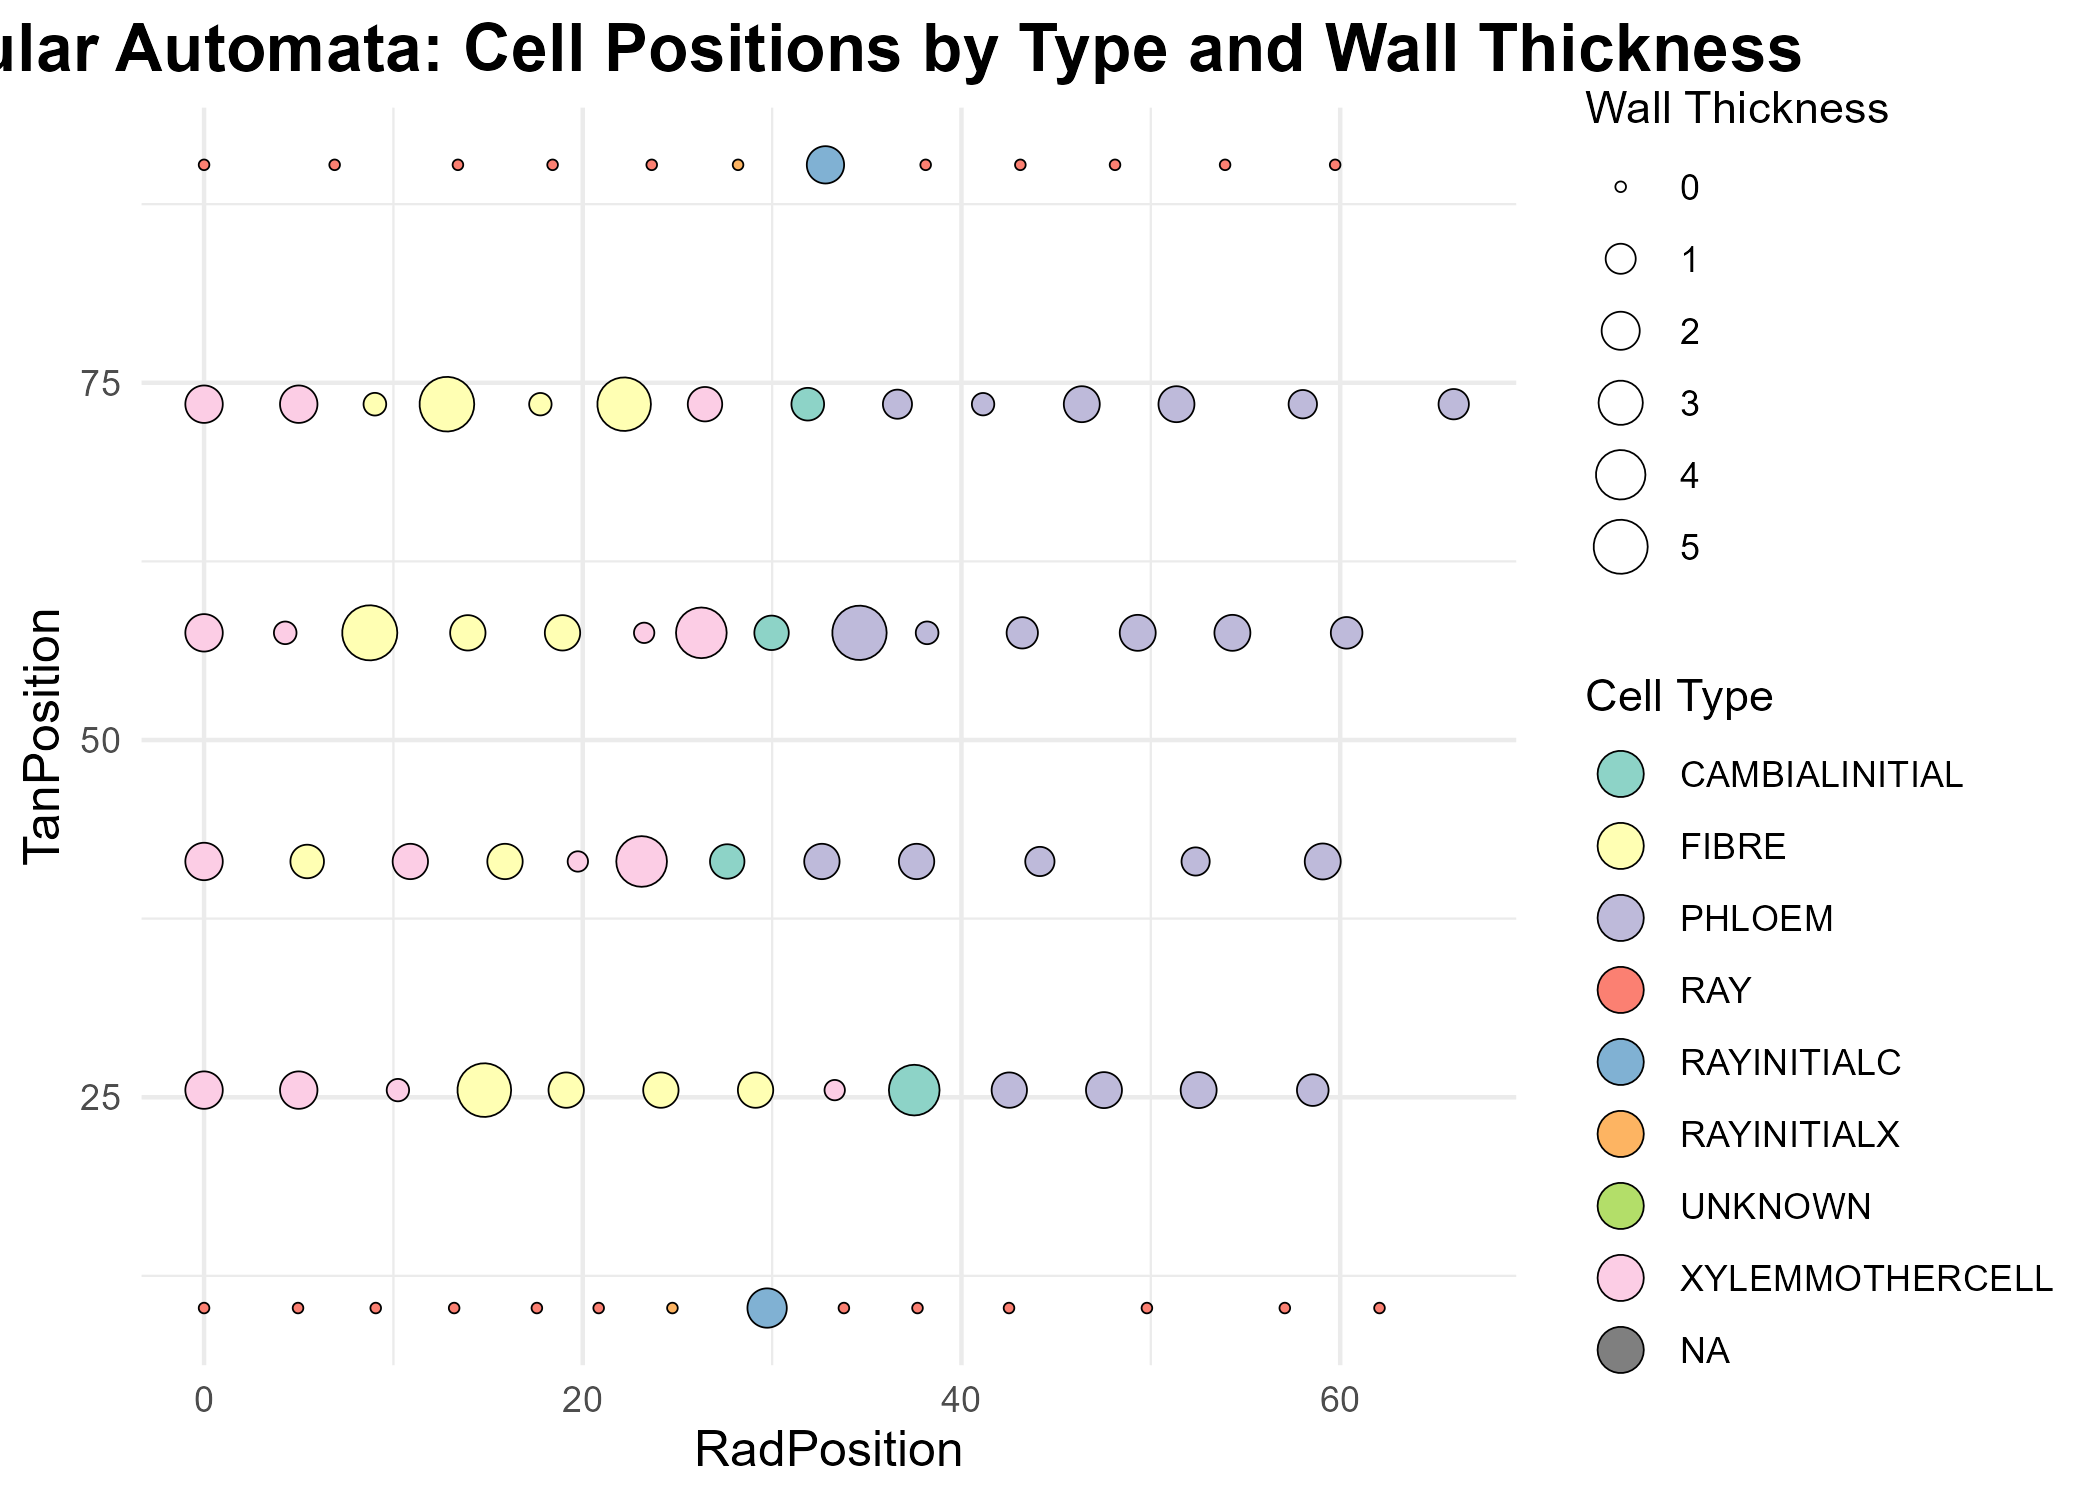 ular Automata: Cell Positions by Type and Wall Thickness
Wall Thickness
0
1
2
3
4
5
Cell Type
CAMBIALINITIAL
FIBRE
PHLOEM
RAY
RAYINITIALC
RAYINITIALX
UNKNOWN
XYLEMMOTHERCELL
NA
TanPosition
75
50
25
0 20 40 60
RadPosition